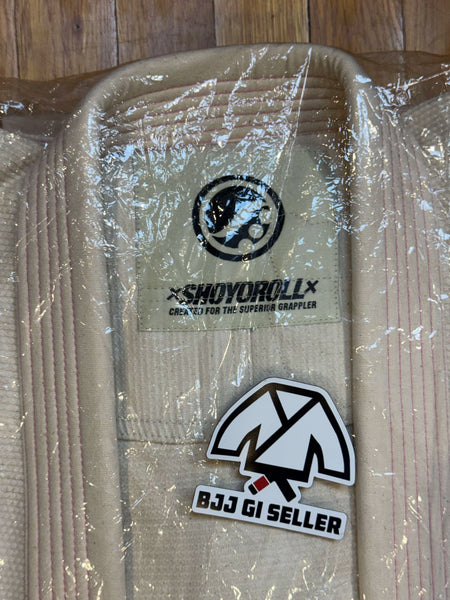 ×SHOYOROLL×
CREATED FOR THE SUPERIOR GRAPPLER
BJJ GI SELLER